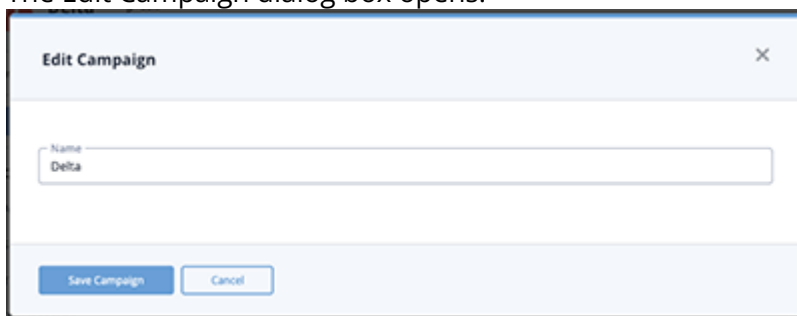 The Edit Campaign dialog box opens.
Edit Campaign
Name
Delta
Save Campaign Cancel